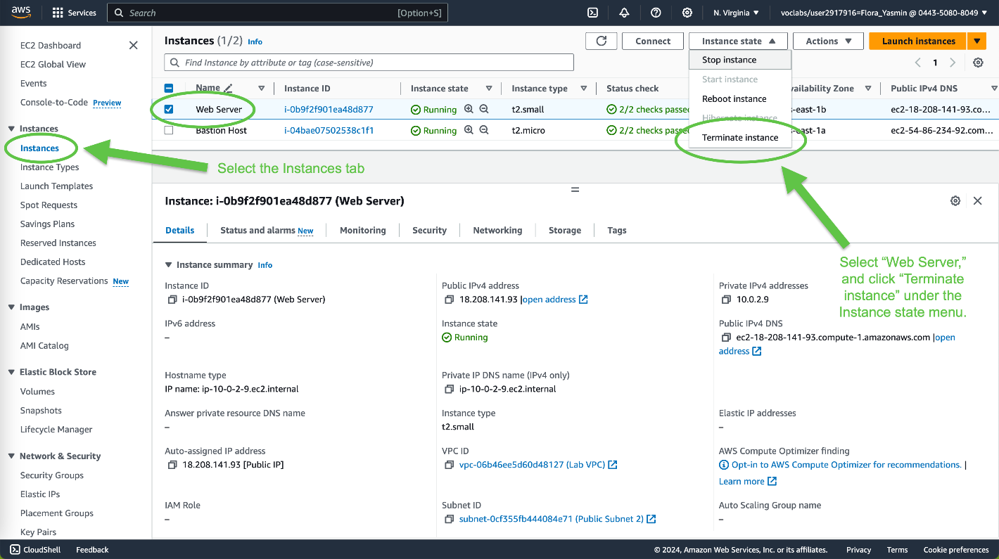 aws
Services
Search
[Option+S]
N. Virginia
voclabs/user2917916=Flora_Yasmin @ 0443-5080-8049
EC2 Dashboard
EC2 Global View
Events
Console-to-Code Preview
Instances
Instances
Instance Types
Launch Templates
Spot Requests
Savings Plans
Reserved Instances
Dedicated Hosts
Capacity Reservations New
Images
AMIs
AMI Catalog
Elastic Block Store
Volumes
Snapshots
Lifecycle Manager
Network & Security
Security Groups
Elastic IPs
Placement Groups
Key Pairs
Instances (1/2) Info
Connect
Instance state
Actions
Launch instances
Find Instance by attribute or tag (case-sensitive)
1
Stop instance
Start instance
Reboot instance
Hibernate instance
Terminate instance
Name
Instance ID
Instance state
Instance type
Status check
vailability Zone
Public IPv4 DNS
Web Server
i-0b9f2f901ea48d877
Running
t2.small
2/2 checks passed
s-east-1b
ec2-18-208-141-93.co...
Bastion Host
i-04bae07502538c1f1
Running
t2.micro
2/2 checks passed
s-east-1a
ec2-54-86-234-92.com...
Select the Instances tab
Instance: i-0b9f2f901ea48d877 (Web Server)
Details
Status and alarms New
Monitoring
Security
Networking
Storage
Tags
Select “Web Server,”
and click “Terminate
instance” under the
Instance state menu.
Instance summary Info
Instance ID
i-0b9f2f901ea48d877 (Web Server)
Public IPv4 address
18.208.141.93 |open address
Private IPv4 addresses
10.0.2.9
IPv6 address
–
Instance state
Running
Public IPv4 DNS
ec2-18-208-141-93.compute-1.amazonaws.com |open
address
Hostname type
IP name: ip-10-0-2-9.ec2.internal
Private IP DNS name (IPv4 only)
ip-10-0-2-9.ec2.internal
Answer private resource DNS name
–
Instance type
t2.small
Elastic IP addresses
–
Auto-assigned IP address
18.208.141.93 [Public IP]
VPC ID
vpc-06b46ee5d60d48127 (Lab VPC)
AWS Compute Optimizer finding
Opt-in to AWS Compute Optimizer for recommendations. |
Learn more
IAM Role
–
Subnet ID
subnet-0cf355fb444084e71 (Public Subnet 2)
Auto Scaling Group name
–
CloudShell
Feedback
© 2024, Amazon Web Services, Inc. or its affiliates.
Privacy
Terms
Cookie preferences